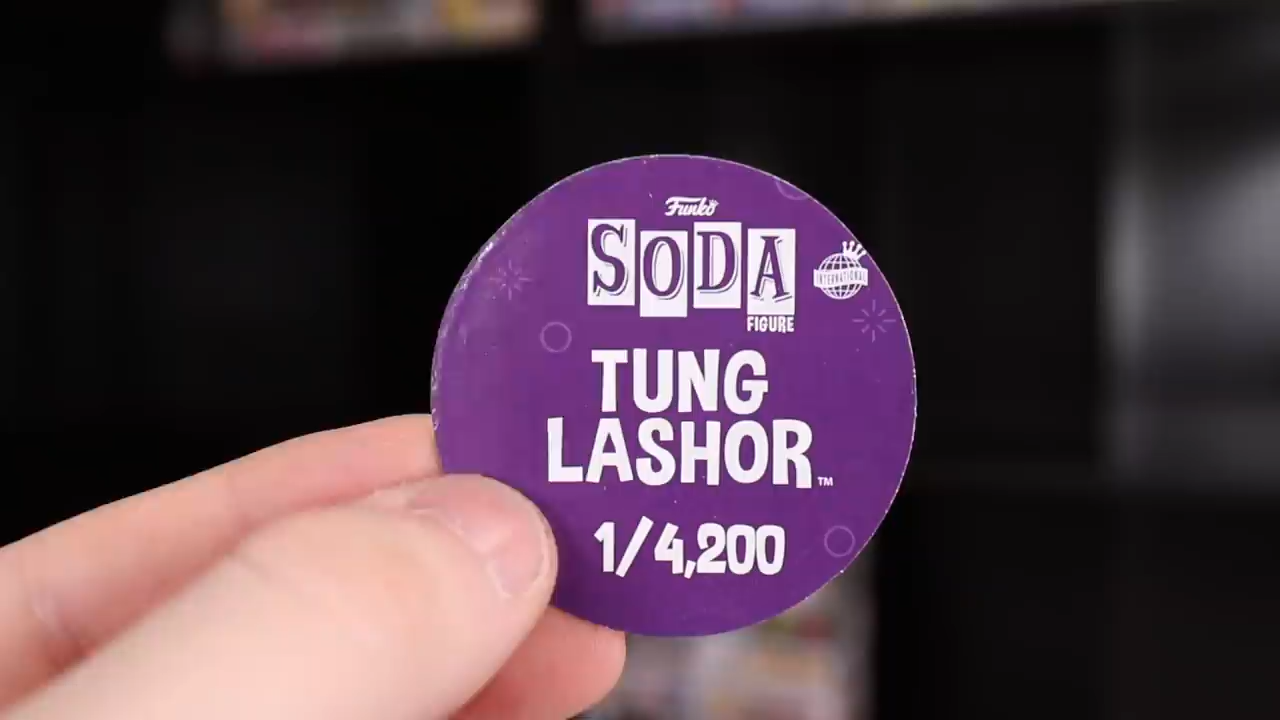 Funko
SODA
INTERNATIONAL
FIGURE
TUNG
LASHOR™
1/4,200